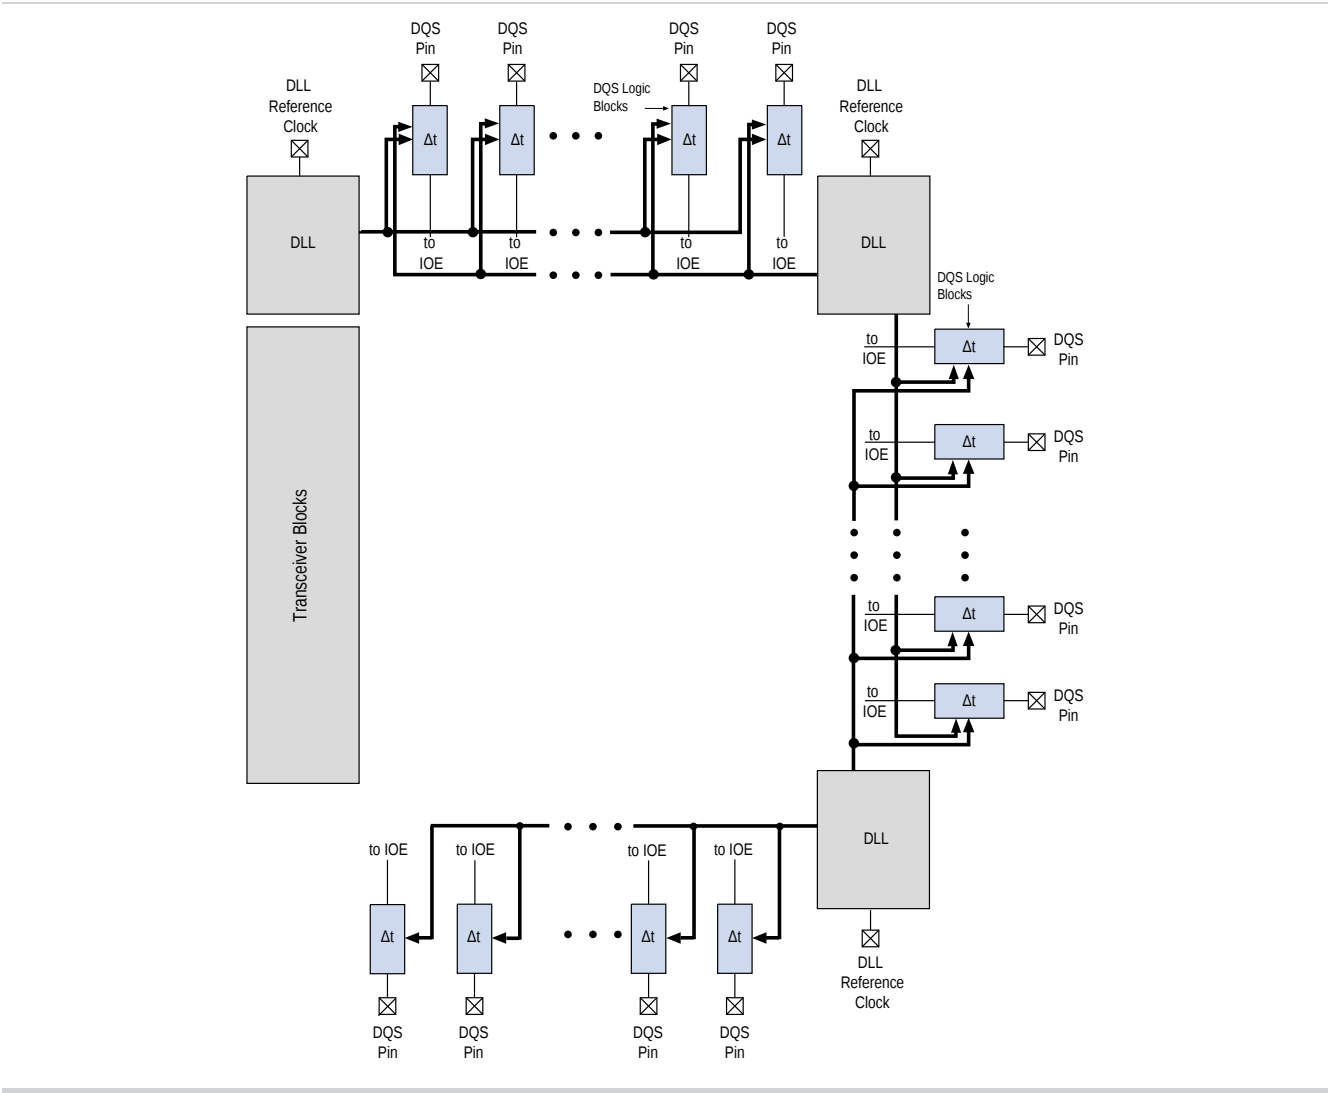 DQS
Pin
DQS
Pin
DQS
Pin
DQS
Pin
DLL
Reference
Clock
DQS Logic
Blocks
DLL
Reference
Clock
Δt
Δt
Δt
Δt
DLL
DLL
to
IOE
to
IOE
to
IOE
to
IOE
DQS Logic
Blocks
to
IOE
Δt
DQS
Pin
to
IOE
Δt
DQS
Pin
Transceiver Blocks
to
IOE
Δt
DQS
Pin
to
IOE
Δt
DQS
Pin
DLL
to IOE
to IOE
to IOE
to IOE
Δt
Δt
Δt
Δt
DLL
Reference
Clock
DQS
Pin
DQS
Pin
DQS
Pin
DQS
Pin